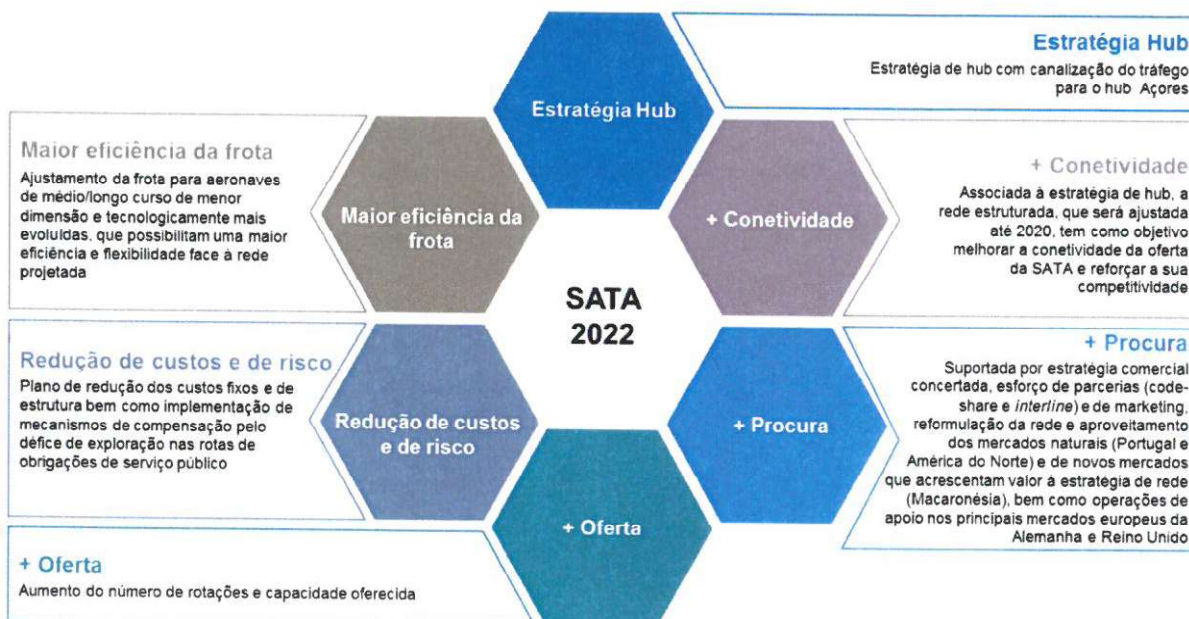 Estratégia Hub
Estratégia de hub com canalização do tráfego
para o hub Açores
Estratégia Hub
Maior eficiência da frota
Ajustamento da frota para aeronaves
de médio/longo curso de menor
dimensão e tecnologicamente mais
evoluídas, que possibilitam uma maior
eficiência e flexibilidade face à rede
projetada
Maior eficiência da
frota
+ Conetividade
+ Conetividade
Associada à estratégia de hub, a
rede estruturada, que será ajustada
até 2020, tem como objetivo
melhorar a conetividade da oferta
da SATA e reforçar a sua
competitividade
SATA
2022
Redução de custos e de risco
Plano de redução dos custos fixos e de
estrutura bem como implementação de
mecanismos de compensação pelo
défice de exploração nas rotas de
obrigações de serviço público
Redução de custos
e de risco
+ Procura
+ Procura
Suportada por estratégia comercial
concertada, esforço de parcerias (code-
share e interline) e de marketing,
reformulação da rede e aproveitamento
dos mercados naturais (Portugal e
América do Norte) e de novos mercados
que acrescentam valor à estratégia de rede
(Macaronésia), bem como operações de
apoio nos principais mercados europeus da
Alemanha e Reino Unido
+ Oferta
+ Oferta
Aumento do número de rotações e capacidade oferecida